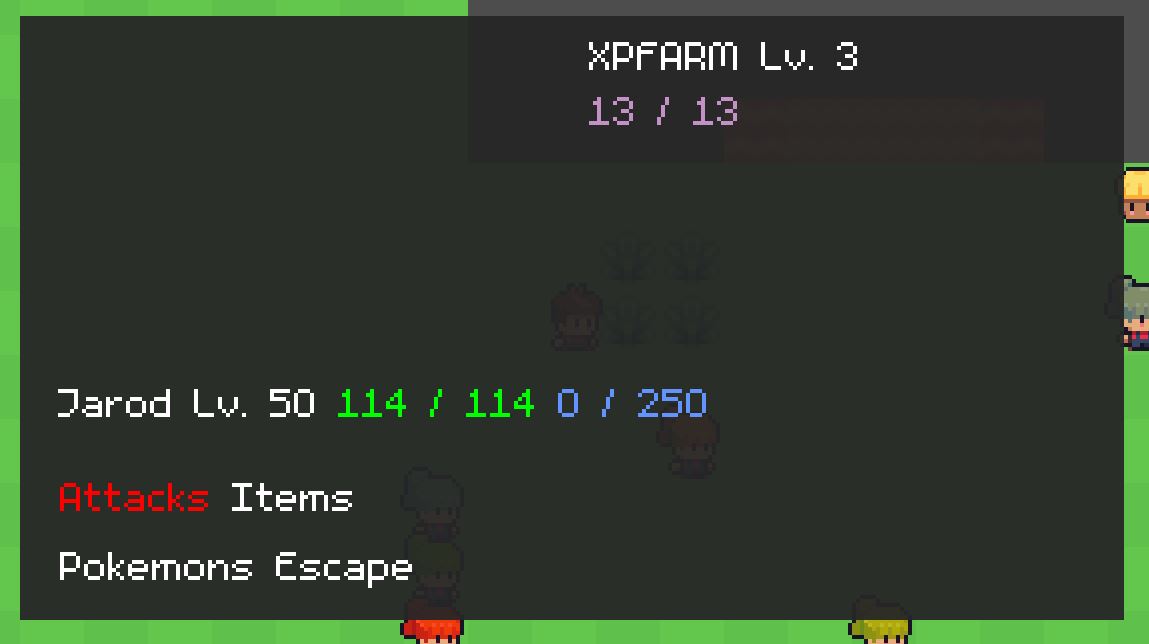 XPFARM Lv. 3
13 / 13
Jarod Lv. 50 114 / 114 0 / 250
Attacks Items
Pokemons Escape